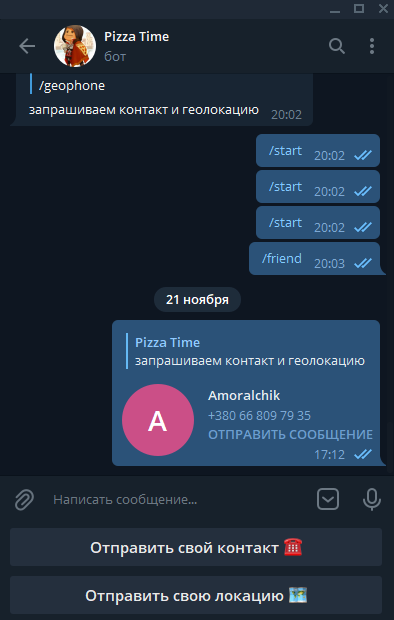 Pizza Time
бот
/geophone
запрашиваем контакт и геолокацию 20:02
/start 20:02
/start 20:02
/start 20:02
/friend 20:03
21 ноября
Pizza Time
запрашиваем контакт и геолокацию
A
Amoralchik
+380 66 809 79 35
ОТПРАВИТЬ СООБЩЕНИЕ
17:12
Написать сообщение...
Отправить свой контакт ☎️
Отправить свою локацию 🗺️